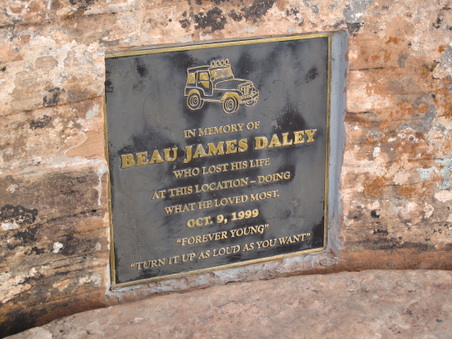 IN MEMORY OF
BEAU JAMES DALEY
WHO LOST HIS LIFE
AT THIS LOCATION – DOING
WHAT HE LOVED MOST.
OCT. 9, 1999
"FOREVER YOUNG"
"TURN IT UP AS LOUD AS YOU WANT"